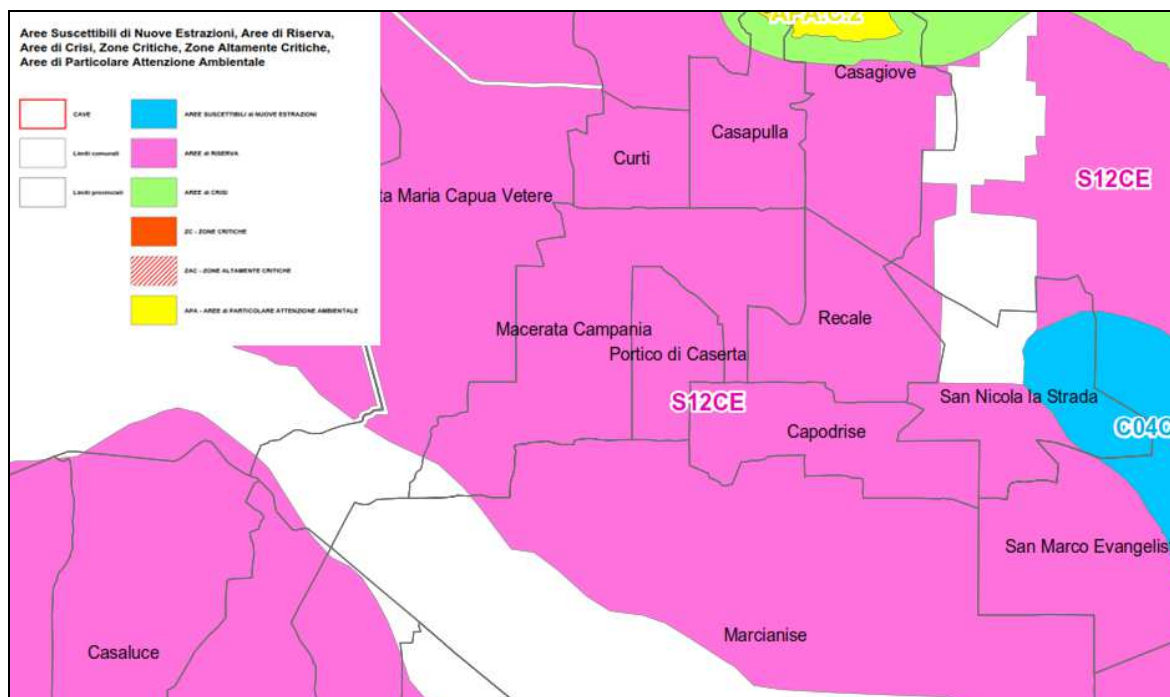 Aree Suscettibili di Nuove Estrazioni, Aree di Riserva,
Aree di Crisi, Zone Critiche, Zone Altamente Critiche,
Aree di Particolare Attenzione Ambientale
CAVE
AREE SUSCETTIBILI di NUOVE ESTRAZIONI
Limiti comunali
AREE di RISERVA
Limiti provinciali
AREE di CRISI
ZC - ZONE CRITICHE
ZAC - ZONE ALTAMENTE CRITICHE
APA - AREE di PARTICOLARE ATTENZIONE AMBIENTALE
APA.C.2
Casagiove
Casapulla
Curti
S12CE
ta Maria Capua Vetere
Recale
Macerata Campania
Portico di Caserta
San Nicola la Strada
S12CE
C04C
Capodrise
San Marco Evangelis
Marcianise
Casaluce